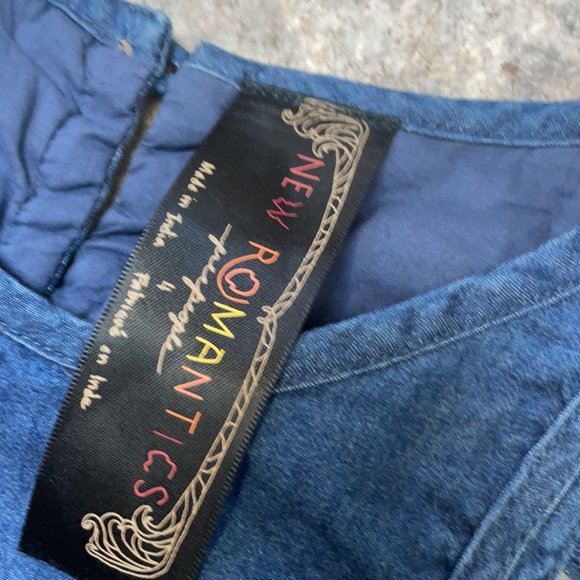 NEW ROMANTICS
freepeople
4
Made in India
Fabriqué en Inde